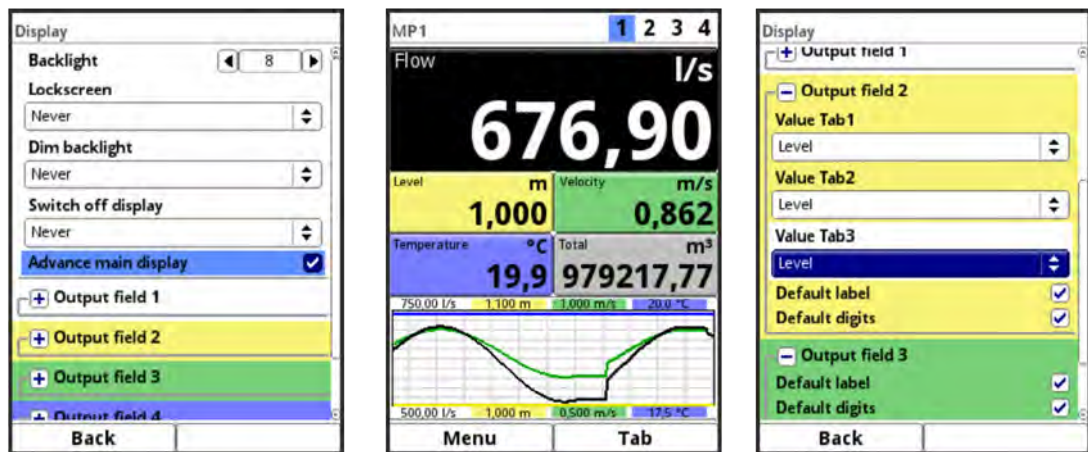 Display
Backlight
8
Lockscreen
Never
Dim backlight
Never
Switch off display
Never
Advance main display
Output field 1
Output field 2
Output field 3
Output field 4
Back
MP1
1 2 3 4
Flow
l/s
676,90
Level m
1,000
Velocity m/s
0,862
Temperature °C
19,9
Total m³
979217,77
750,00 l/s 1,100 m 1,000 m/s 20,0 °C
500,00 l/s 1,000 m 0,500 m/s 17,5 °C
Menu Tab
Display
Output field 1
Output field 2
Value Tab1
Level
Value Tab2
Level
Value Tab3
Level
Default label
Default digits
Output field 3
Default label
Default digits
Back